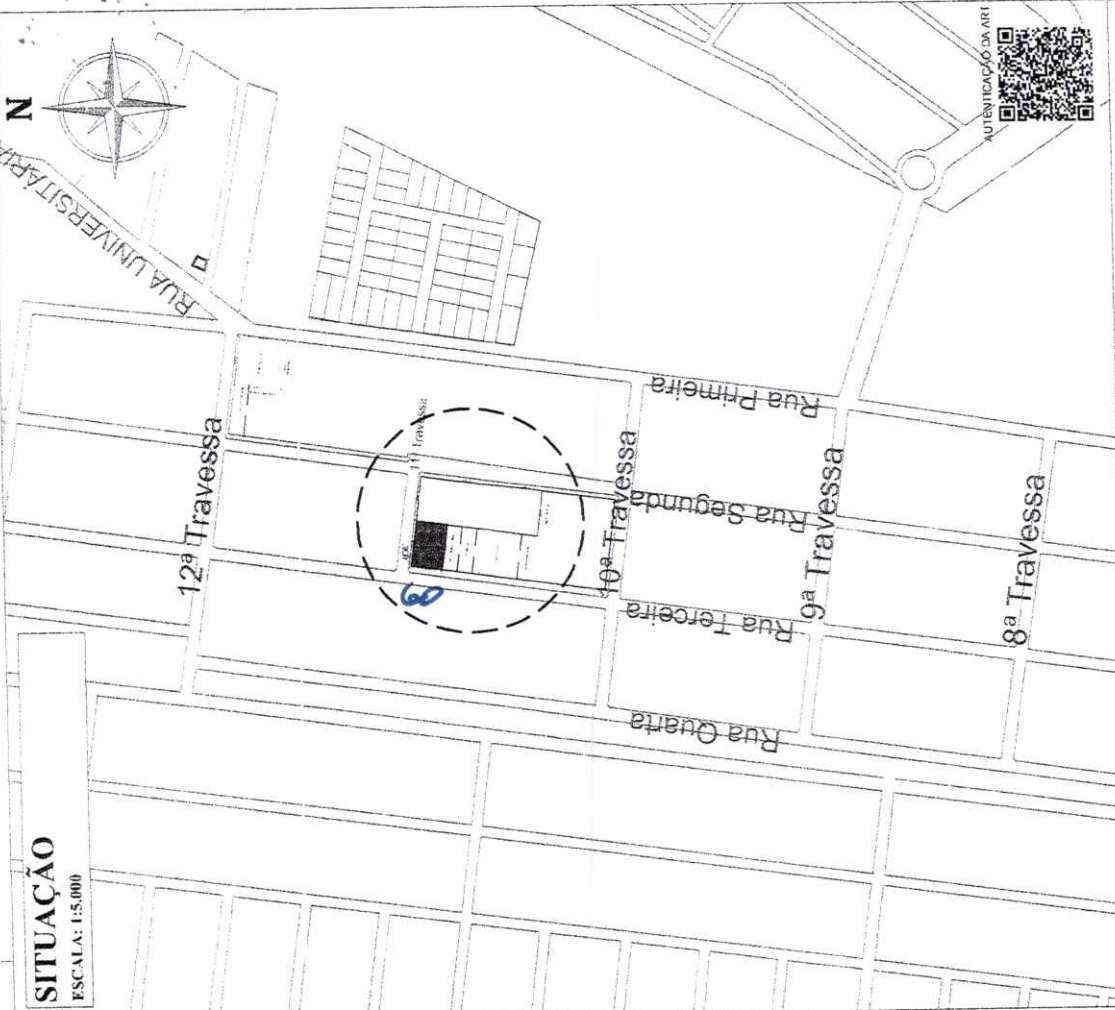 N
RUA UNIVERSITÁRIA
AUTENTICAÇÃO DA ART
12ª Travessa
11ª Travessa
60
Rua Primeira
10ª Travessa
Rua Segunda
9ª Travessa
Rua Terceira
8ª Travessa
Rua Quarta
SITUAÇÃO
ESCALA: 1:5.000